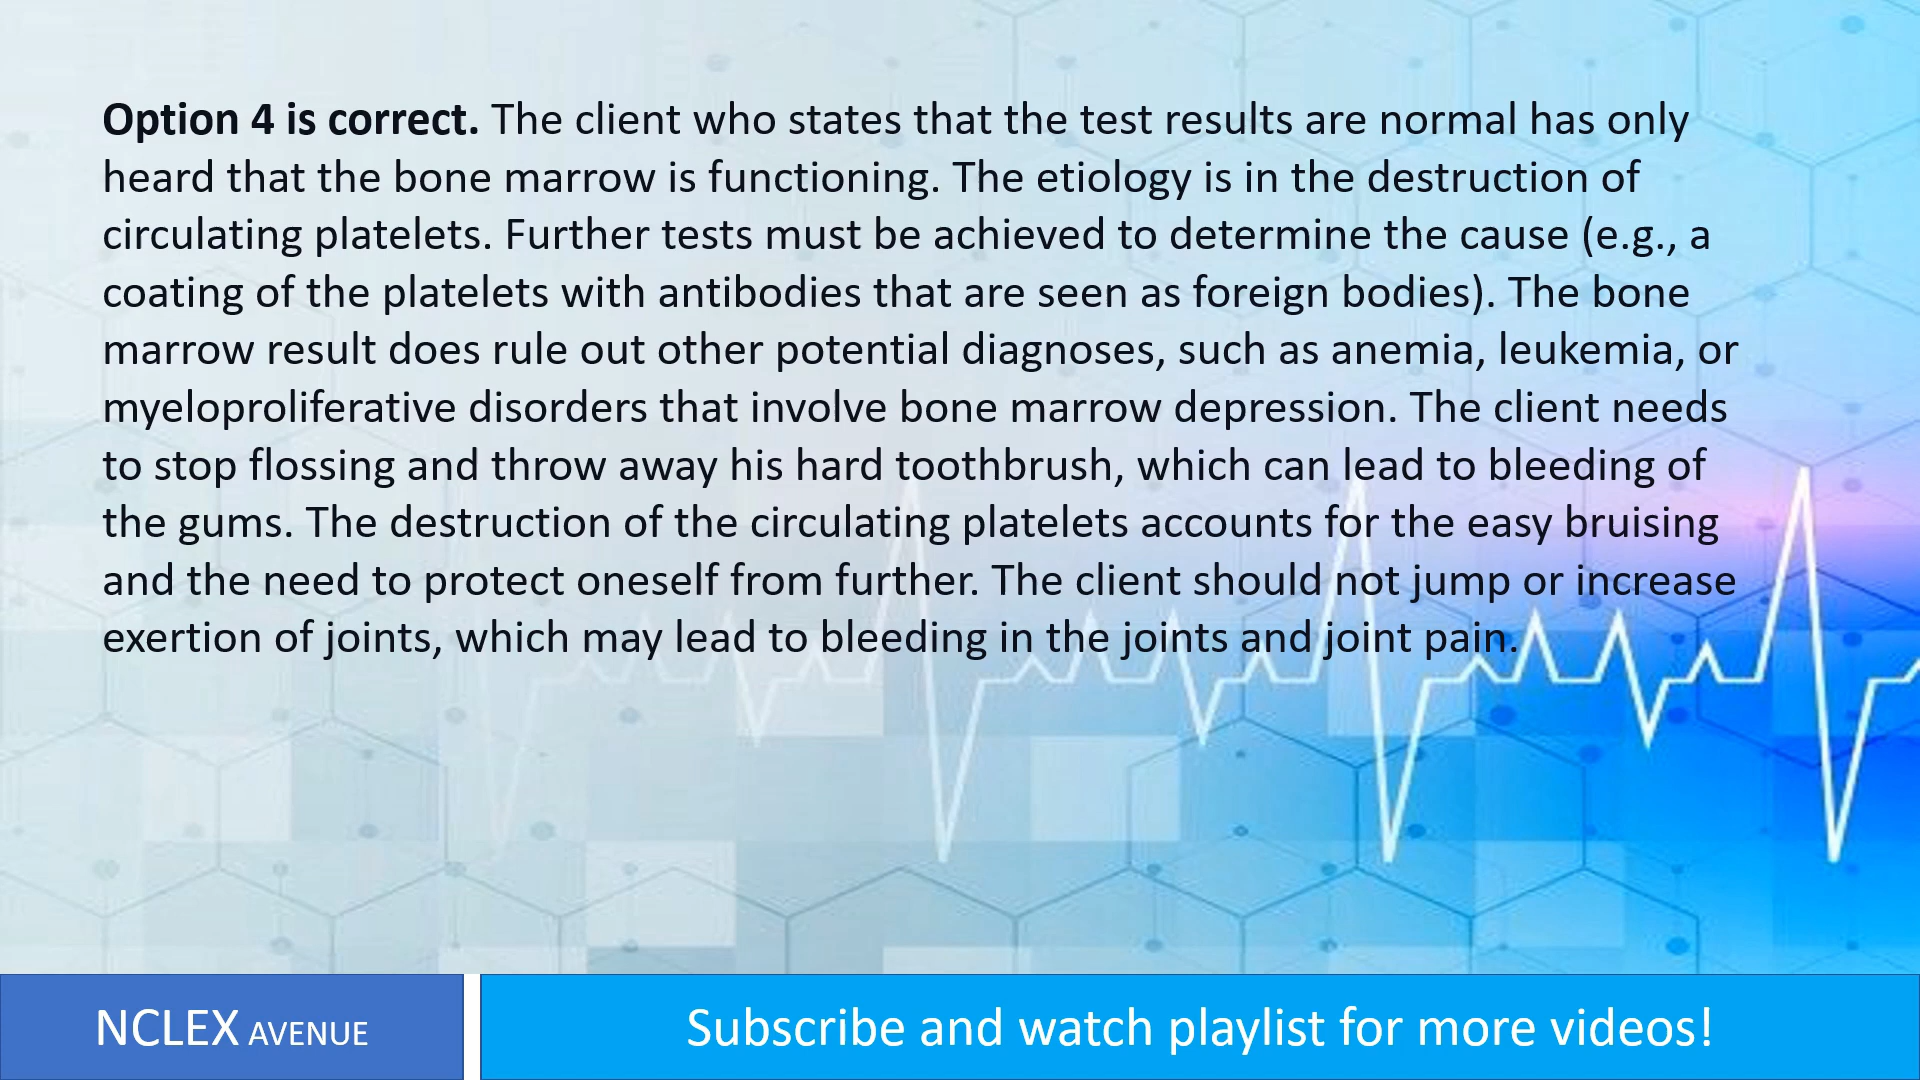 Option 4 is correct. The client who states that the test results are normal has only
heard that the bone marrow is functioning. The etiology is in the destruction of
circulating platelets. Further tests must be achieved to determine the cause (e.g., a
coating of the platelets with antibodies that are seen as foreign bodies). The bone
marrow result does rule out other potential diagnoses, such as anemia, leukemia, or
myeloproliferative disorders that involve bone marrow depression. The client needs
to stop flossing and throw away his hard toothbrush, which can lead to bleeding of
the gums. The destruction of the circulating platelets accounts for the easy bruising
and the need to protect oneself from further. The client should not jump or increase
exertion of joints, which may lead to bleeding in the joints and joint pain.
NCLEX AVENUE
Subscribe and watch playlist for more videos!